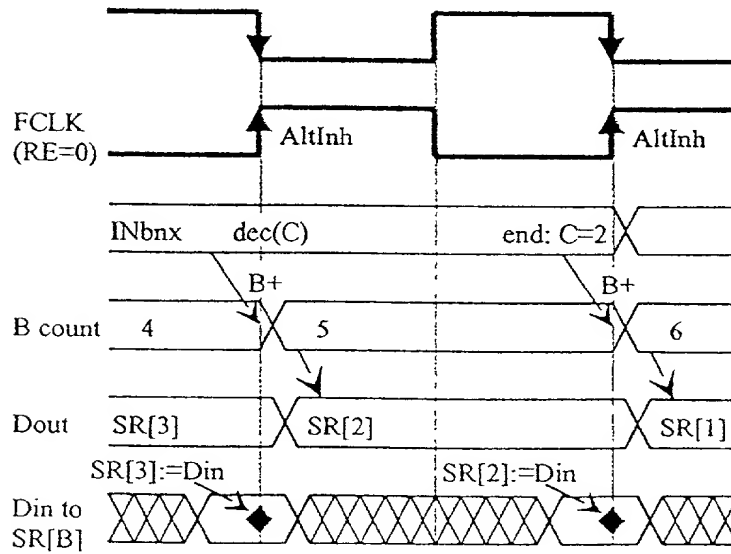 FCLK
(RE=0)
AltInh
AltInh
INbnx
dec(C)
end: C=2
B+
B+
B count
4
5
6
Dout
SR[3]
SR[2]
SR[1]
SR[3]:=Din
SR[2]:=Din
Din to
SR[B]